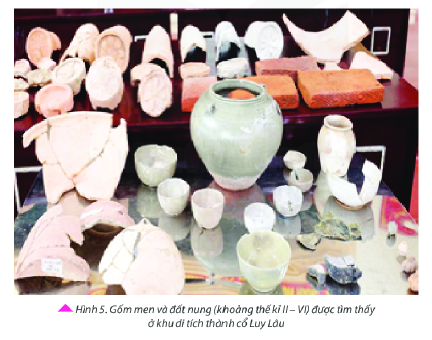 Hình 5. Gốm men và đất nung (khoảng thế kỉ II – VI) được tìm thấy
ở khu di tích thành cổ Luy Lâu